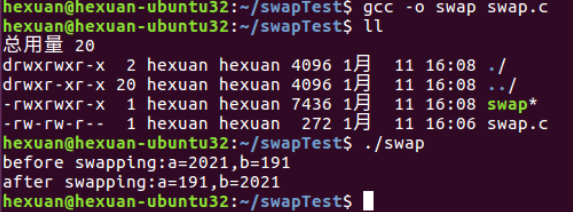 hexuan@hexuan-ubuntu32:~/swapTest$ gcc -o swap swap.c
hexuan@hexuan-ubuntu32:~/swapTest$ ll
总用量 20
drwxrwxr-x  2 hexuan hexuan 4096 1月  11 16:08 ./
drwxr-xr-x 20 hexuan hexuan 4096 1月  11 16:08 ../
-rwxrwxr-x  1 hexuan hexuan 7436 1月  11 16:08 swap*
-rw-rw-r--  1 hexuan hexuan  272 1月  11 16:06 swap.c
hexuan@hexuan-ubuntu32:~/swapTest$ ./swap
before swapping:a=2021,b=191
after swapping:a=191,b=2021
hexuan@hexuan-ubuntu32:~/swapTest$